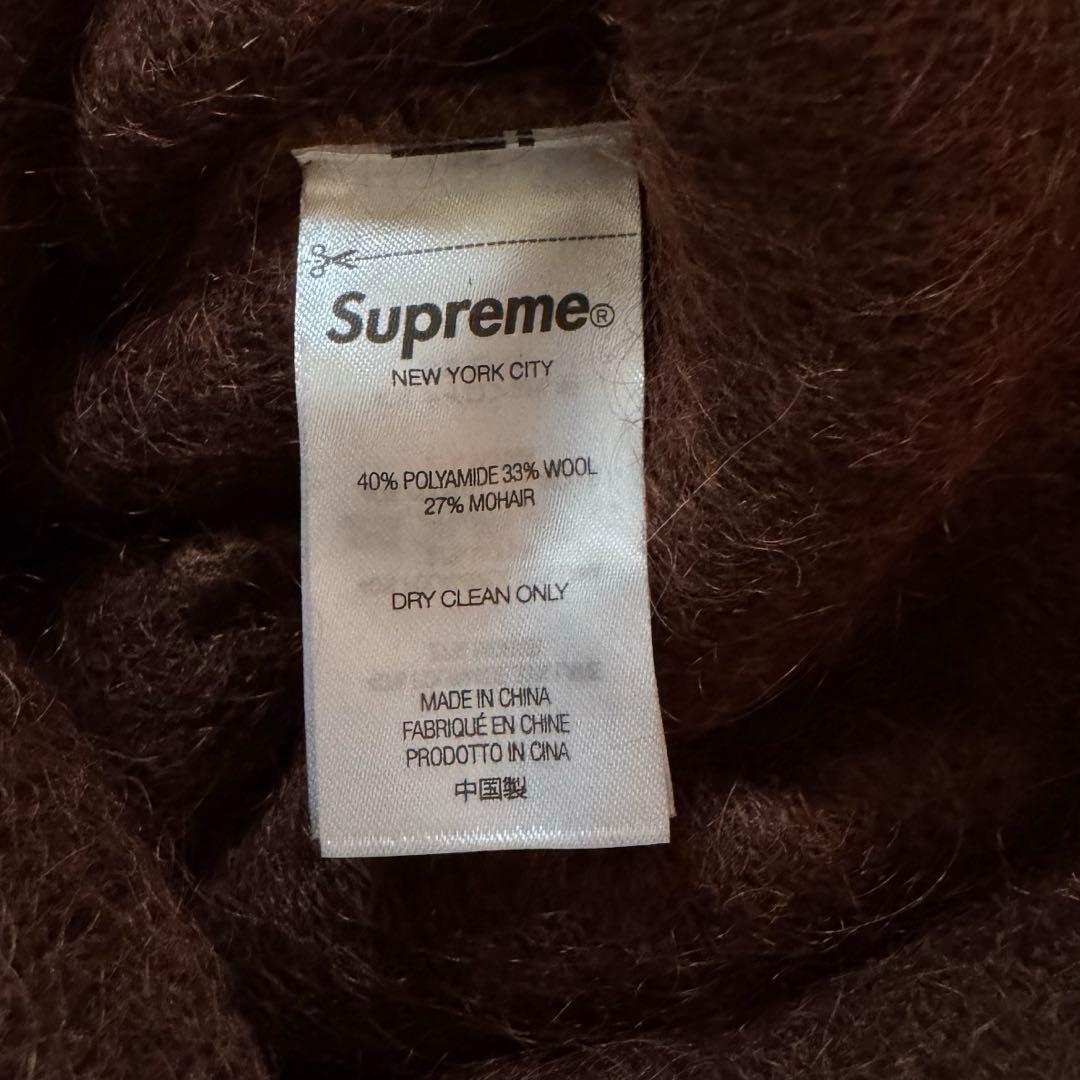 Supreme®
NEW YORK CITY
40% POLYAMIDE 33% WOOL
27% MOHAIR
DRY CLEAN ONLY
MADE IN CHINA
FABRIQUÉ EN CHINE
PRODOTTO IN CINA
中国製